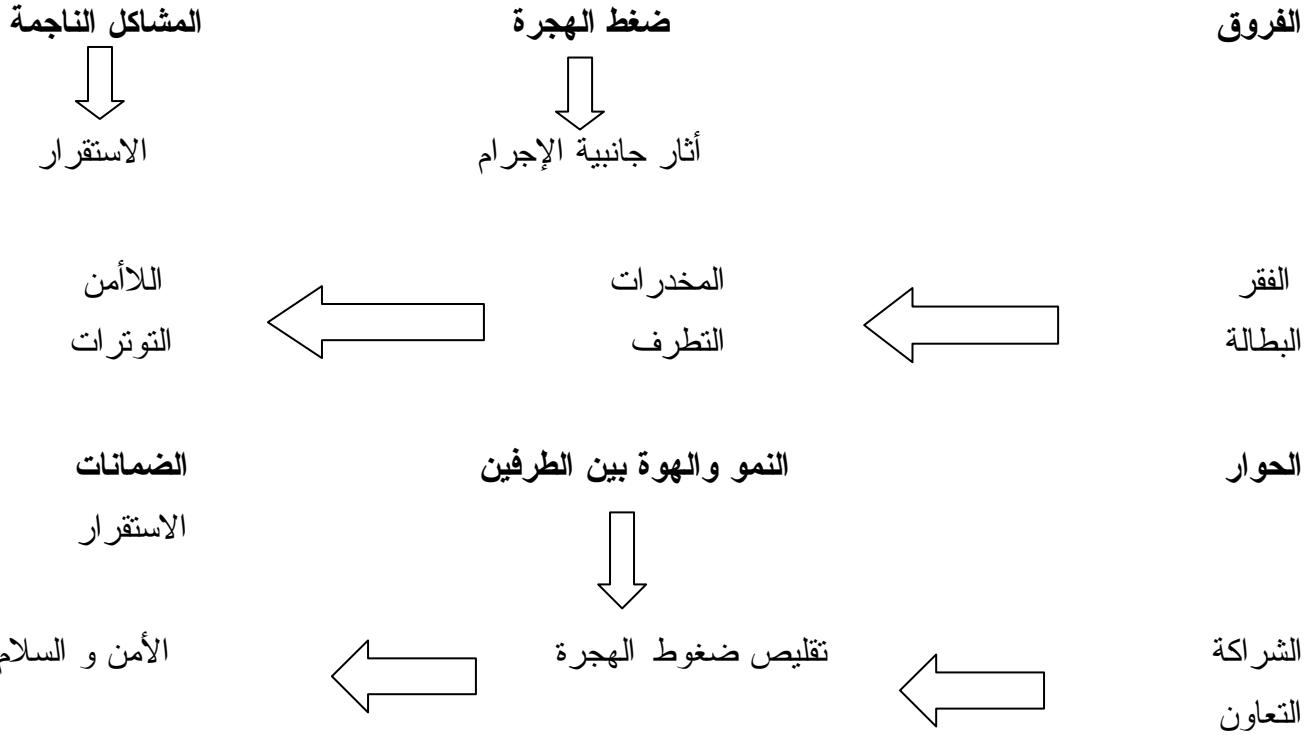 الفروق ضغط الهجرة المشاكل الناجمة
أثار جانبية الإجرام الاستقرار
الفقر المخدرات اللاأمن
البطالة التطرف التوترات
الحوار النمو والهوة بين الطرفين الضمانات
الاستقرار
الشراكة تقليص ضغوط الهجرة الأمن و السلام
التعاون